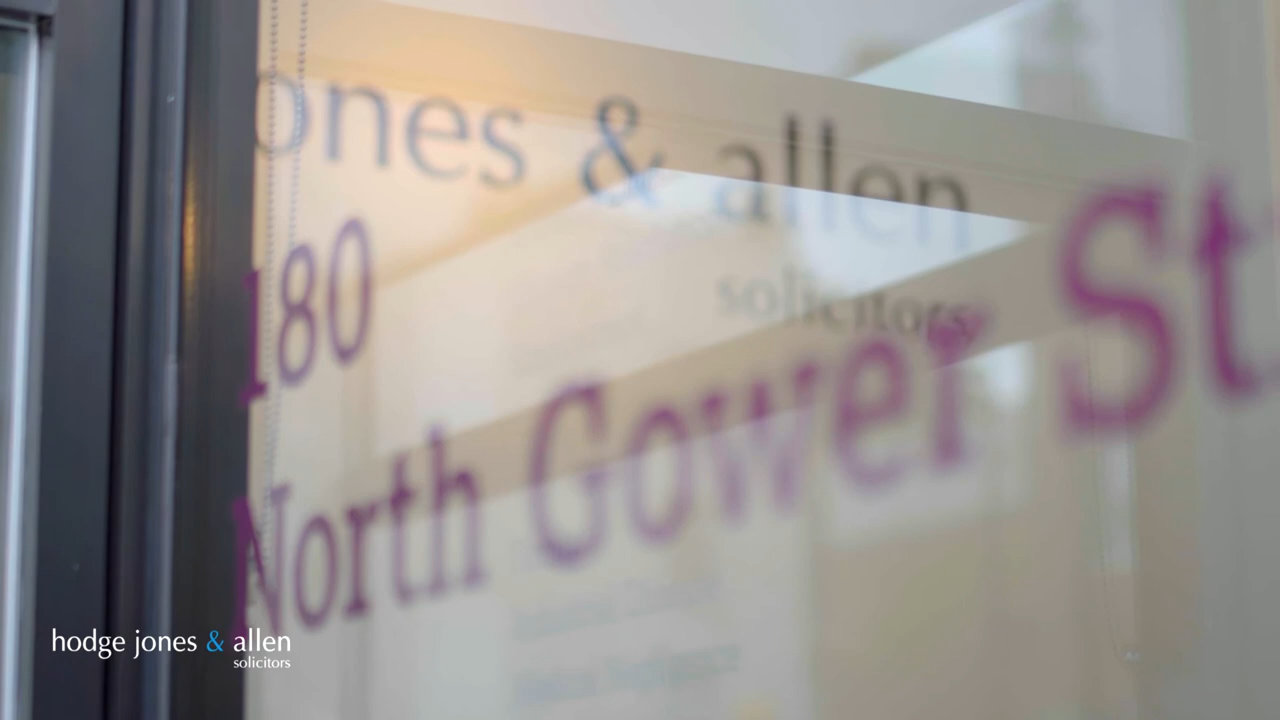 ones & allen
solicitors
180
North Gower St
hodge jones & allen
solicitors